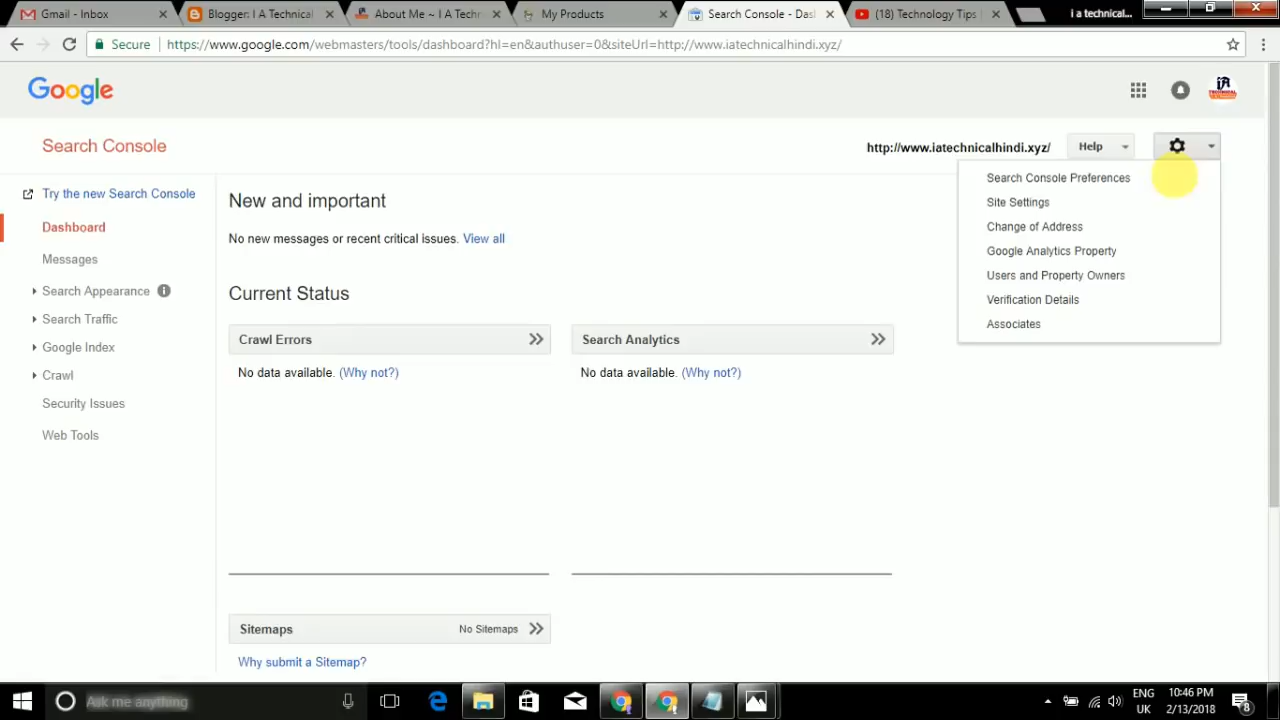 Gmail - Inbox
Blogger: I A Technical
About Me ~ I A Tech
My Products
Search Console - Das
(18) Technology Tips
i a technical...
Secure
https://www.google.com/webmasters/tools/dashboard?hl=en&authuser=0&siteUrl=http://www.iatechnicalhindi.xyz/
Google
Search Console
http://www.iatechnicalhindi.xyz/
Help
Try the new Search Console
Dashboard
Messages
Search Appearance
Search Traffic
Google Index
Crawl
Security Issues
Web Tools
Search Console Preferences
Site Settings
Change of Address
Google Analytics Property
Users and Property Owners
Verification Details
Associates
New and important
No new messages or recent critical issues. View all
Current Status
Crawl Errors
No data available. (Why not?)
Search Analytics
No data available. (Why not?)
Sitemaps
No Sitemaps
Why submit a Sitemap?
Ask me anything
ENG
UK
10:46 PM
2/13/2018
8